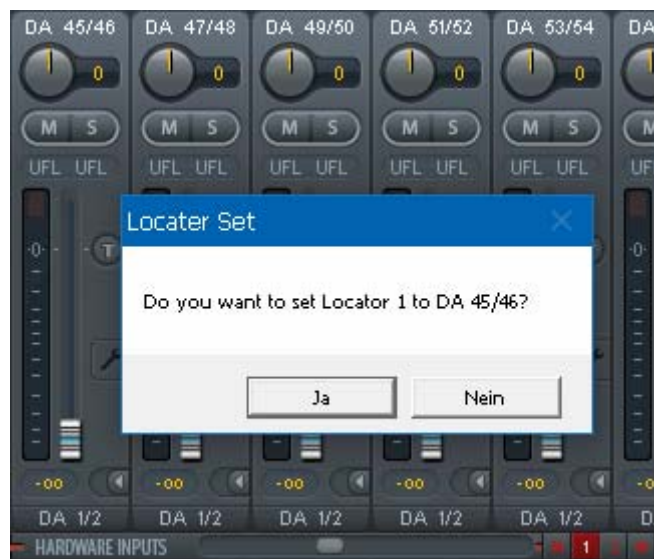 DA 45/46 DA 47/48 DA 49/50 DA 51/52 DA 53/54 DA
0 0 0 0 0
M S M S M S M S M S M
UFL UFL UFL UFL UFL UFL UFL UFL UFL UFL UF
Locater Set
-0- T -0-
Do you want to set Locator 1 to DA 45/46?
Ja Nein
-oo -oo -oo -oo -oo -o
DA 1/2 DA 1/2 DA 1/2 DA 1/2 DA 1/2 D
HARDWARE INPUTS 1